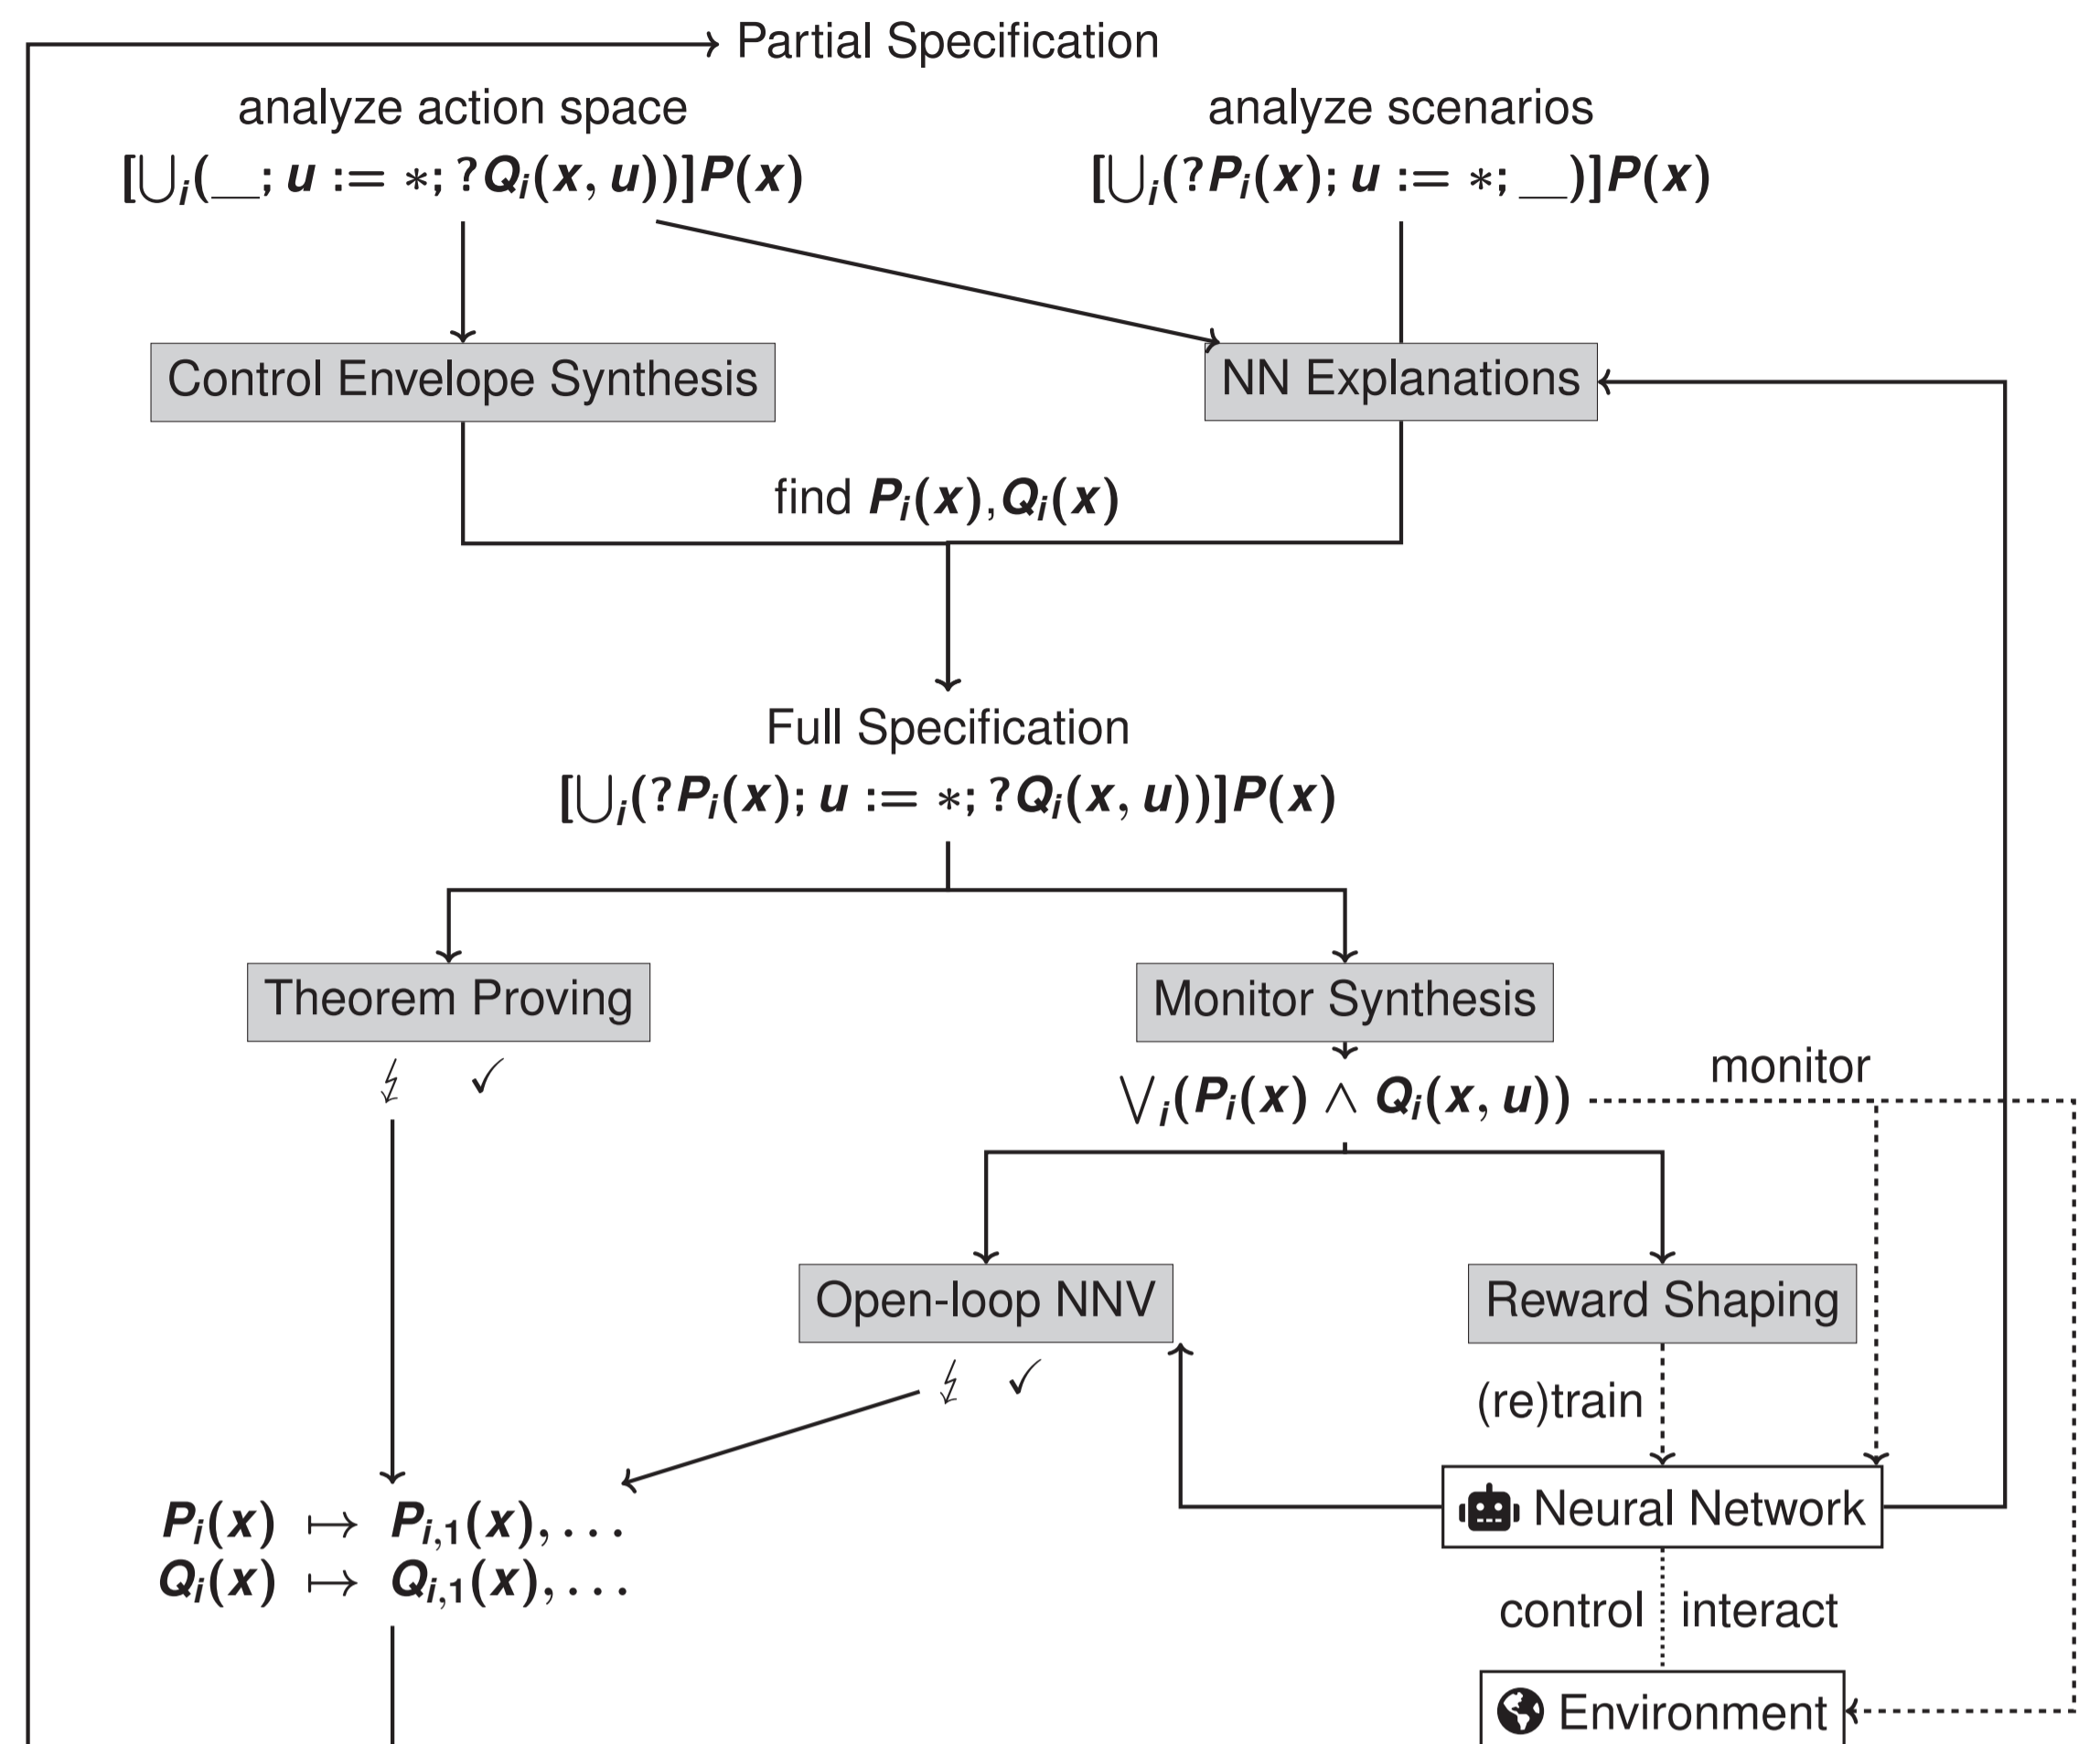 Partial Specification
analyze action space
[⋃i(__; u := ∗; ?Qi(x, u))]P(x)
analyze scenarios
[⋃i(?Pi(x); u := ∗; __)]P(x)
Control Envelope Synthesis
NN Explanations
find Pi(x), Qi(x)
Full Specification
[⋃i(?Pi(x); u := ∗; ?Qi(x, u))]P(x)
Theorem Proving
Monitor Synthesis
⋁i(Pi(x) ∧ Qi(x, u))
monitor
Open-loop NNV
Reward Shaping
(re)train
Neural Network
Pi(x) ↦ Pi,1(x), . . .
Qi(x) ↦ Qi,1(x), . . .
control
interact
Environment